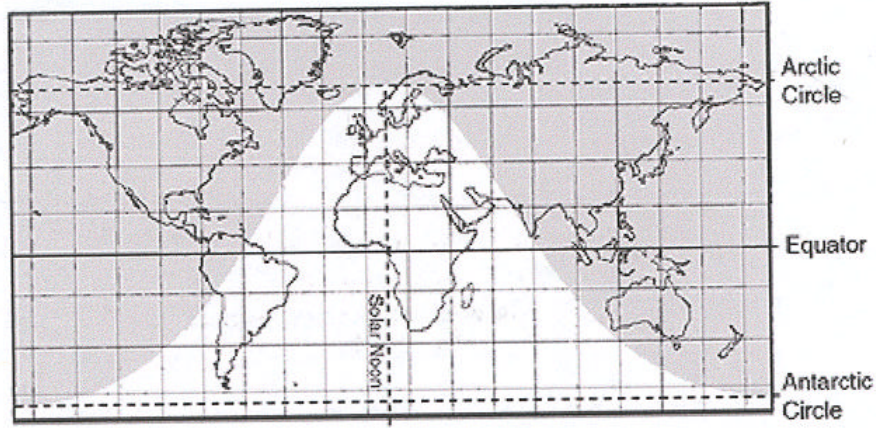 Arctic
Circle
Equator
Solar Noon
Antarctic
Circle